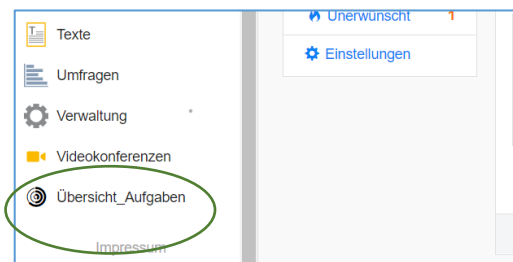 Texte
Umfragen
Verwaltung
Videokonferenzen
Übersicht_Aufgaben
Impressum
Unerwünscht 1
Einstellungen